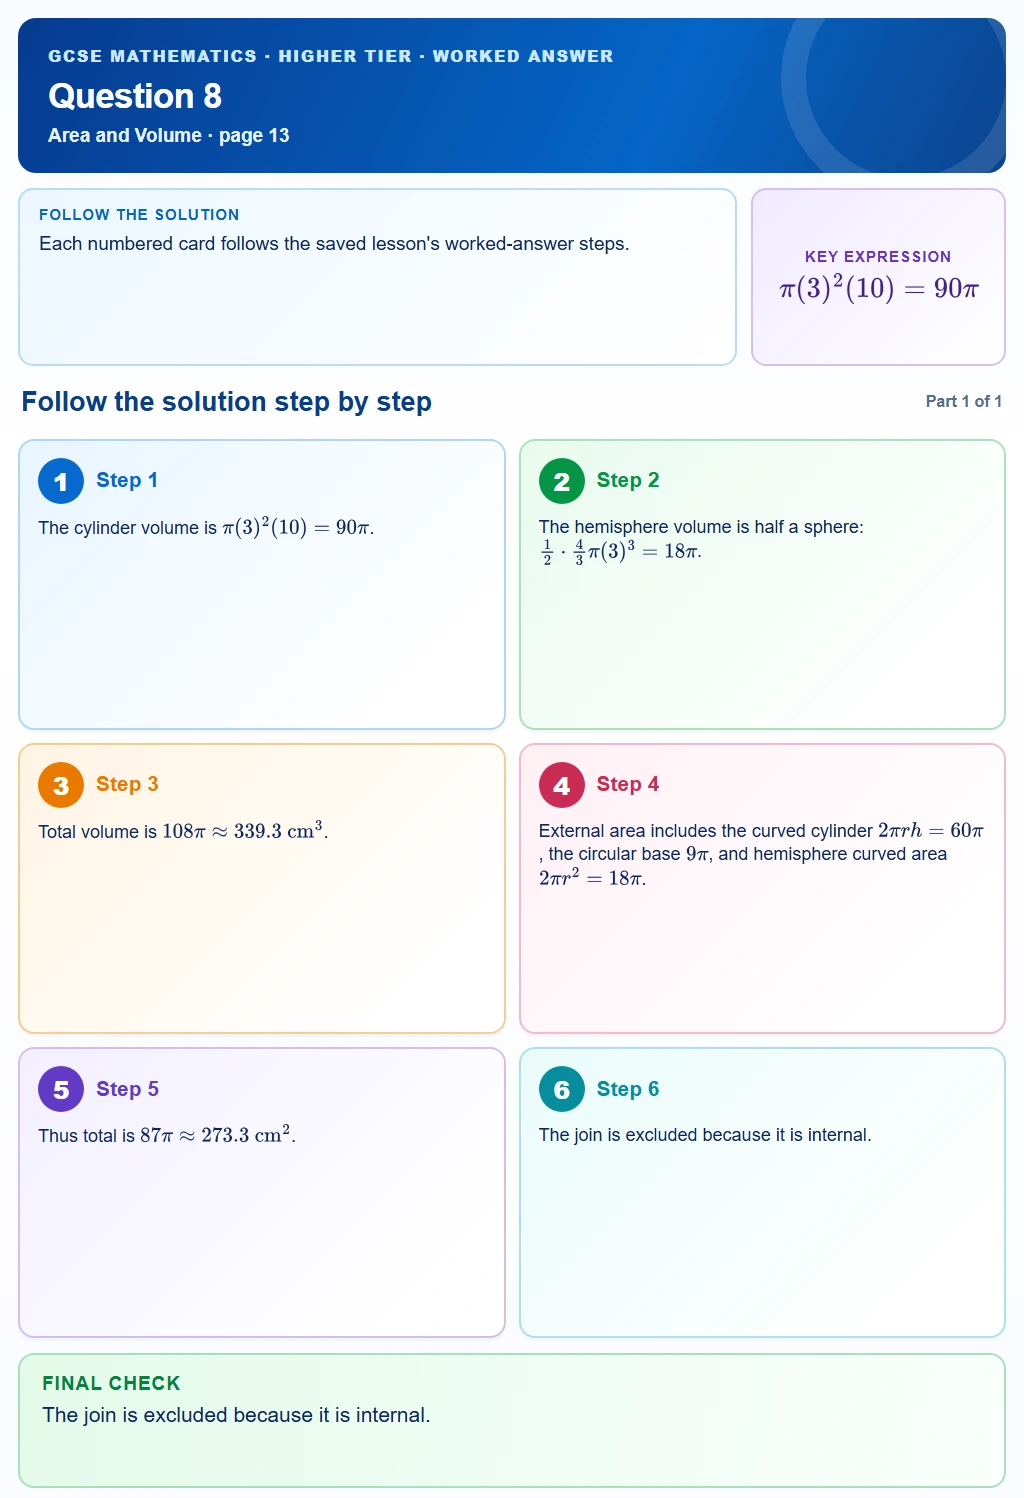 GCSE MATHEMATICS · HIGHER TIER · WORKED ANSWER
Question 8
Area and Volume · page 13
FOLLOW THE SOLUTION
Each numbered card follows the saved lesson's worked-answer steps.
KEY EXPRESSION
π(3)²(10) = 90π
Follow the solution step by step
Part 1 of 1
1 Step 1
The cylinder volume is π(3)²(10) = 90π.
2 Step 2
The hemisphere volume is half a sphere:
1/2 · 4/3 π(3)³ = 18π.
3 Step 3
Total volume is 108π ≈ 339.3 cm³.
4 Step 4
External area includes the curved cylinder 2πrh = 60π
, the circular base 9π, and hemisphere curved area
2πr² = 18π.
5 Step 5
Thus total is 87π ≈ 273.3 cm².
6 Step 6
The join is excluded because it is internal.
FINAL CHECK
The join is excluded because it is internal.